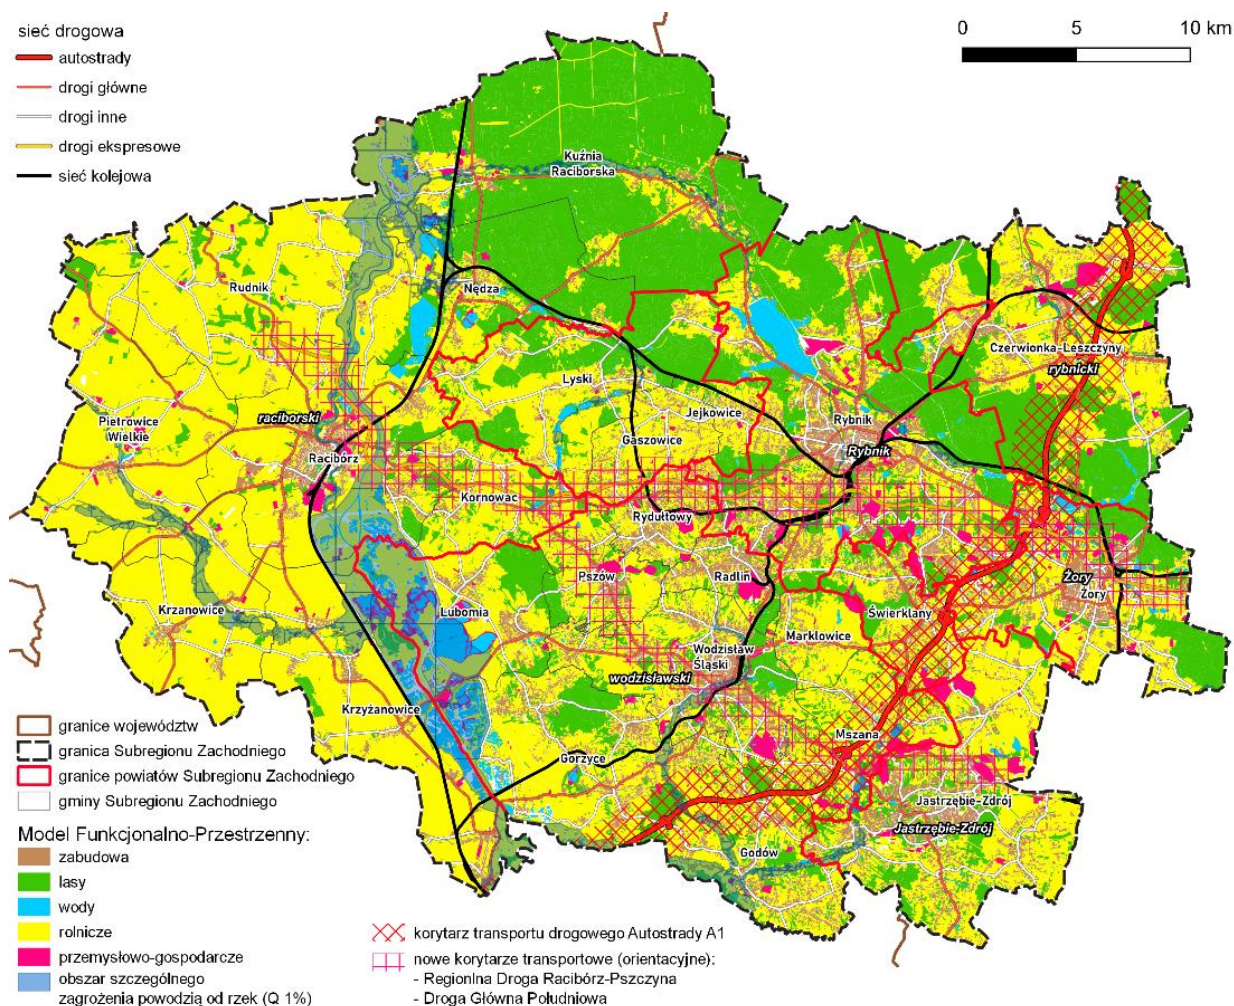 sieć drogowa
autostrady
drogi główne
drogi inne
drogi ekspresowe
sieć kolejowa
0 5 10 km
Kuźnia
Raciborska
Rudnik
Nędza
Czerwionka-Leszczyny
rybnicki
Lyski
Jejkowice
Rybnik
raciborski
Pietrowice
Wielkie
Gaszowice
Rybnik
Racibórz
Kornowac
Rydułtowy
Pszów
Radlin
Żory
Żory
Krzanowice
Lubomia
Świerklany
Marklowice
Wodzisław
Śląski
wodzisławski
Krzyżanowice
Mszana
Gorzyce
Jastrzębie-Zdrój
Jastrzębie-Zdrój
Godów
granice województw
granica Subregionu Zachodniego
granice powiatów Subregionu Zachodniego
gminy Subregionu Zachodniego
Model Funkcjonalno-Przestrzenny:
zabudowa
lasy
wody
rolnicze
przemysłowo-gospodarcze
obszar szczególnego
zagrożenia powodzią od rzek (Q 1%)
korytarz transportu drogowego Autostrady A1
nowe korytarze transportowe (orientacyjne):
- Regionlna Droga Racibórz-Pszczyna
- Droga Główna Południowa